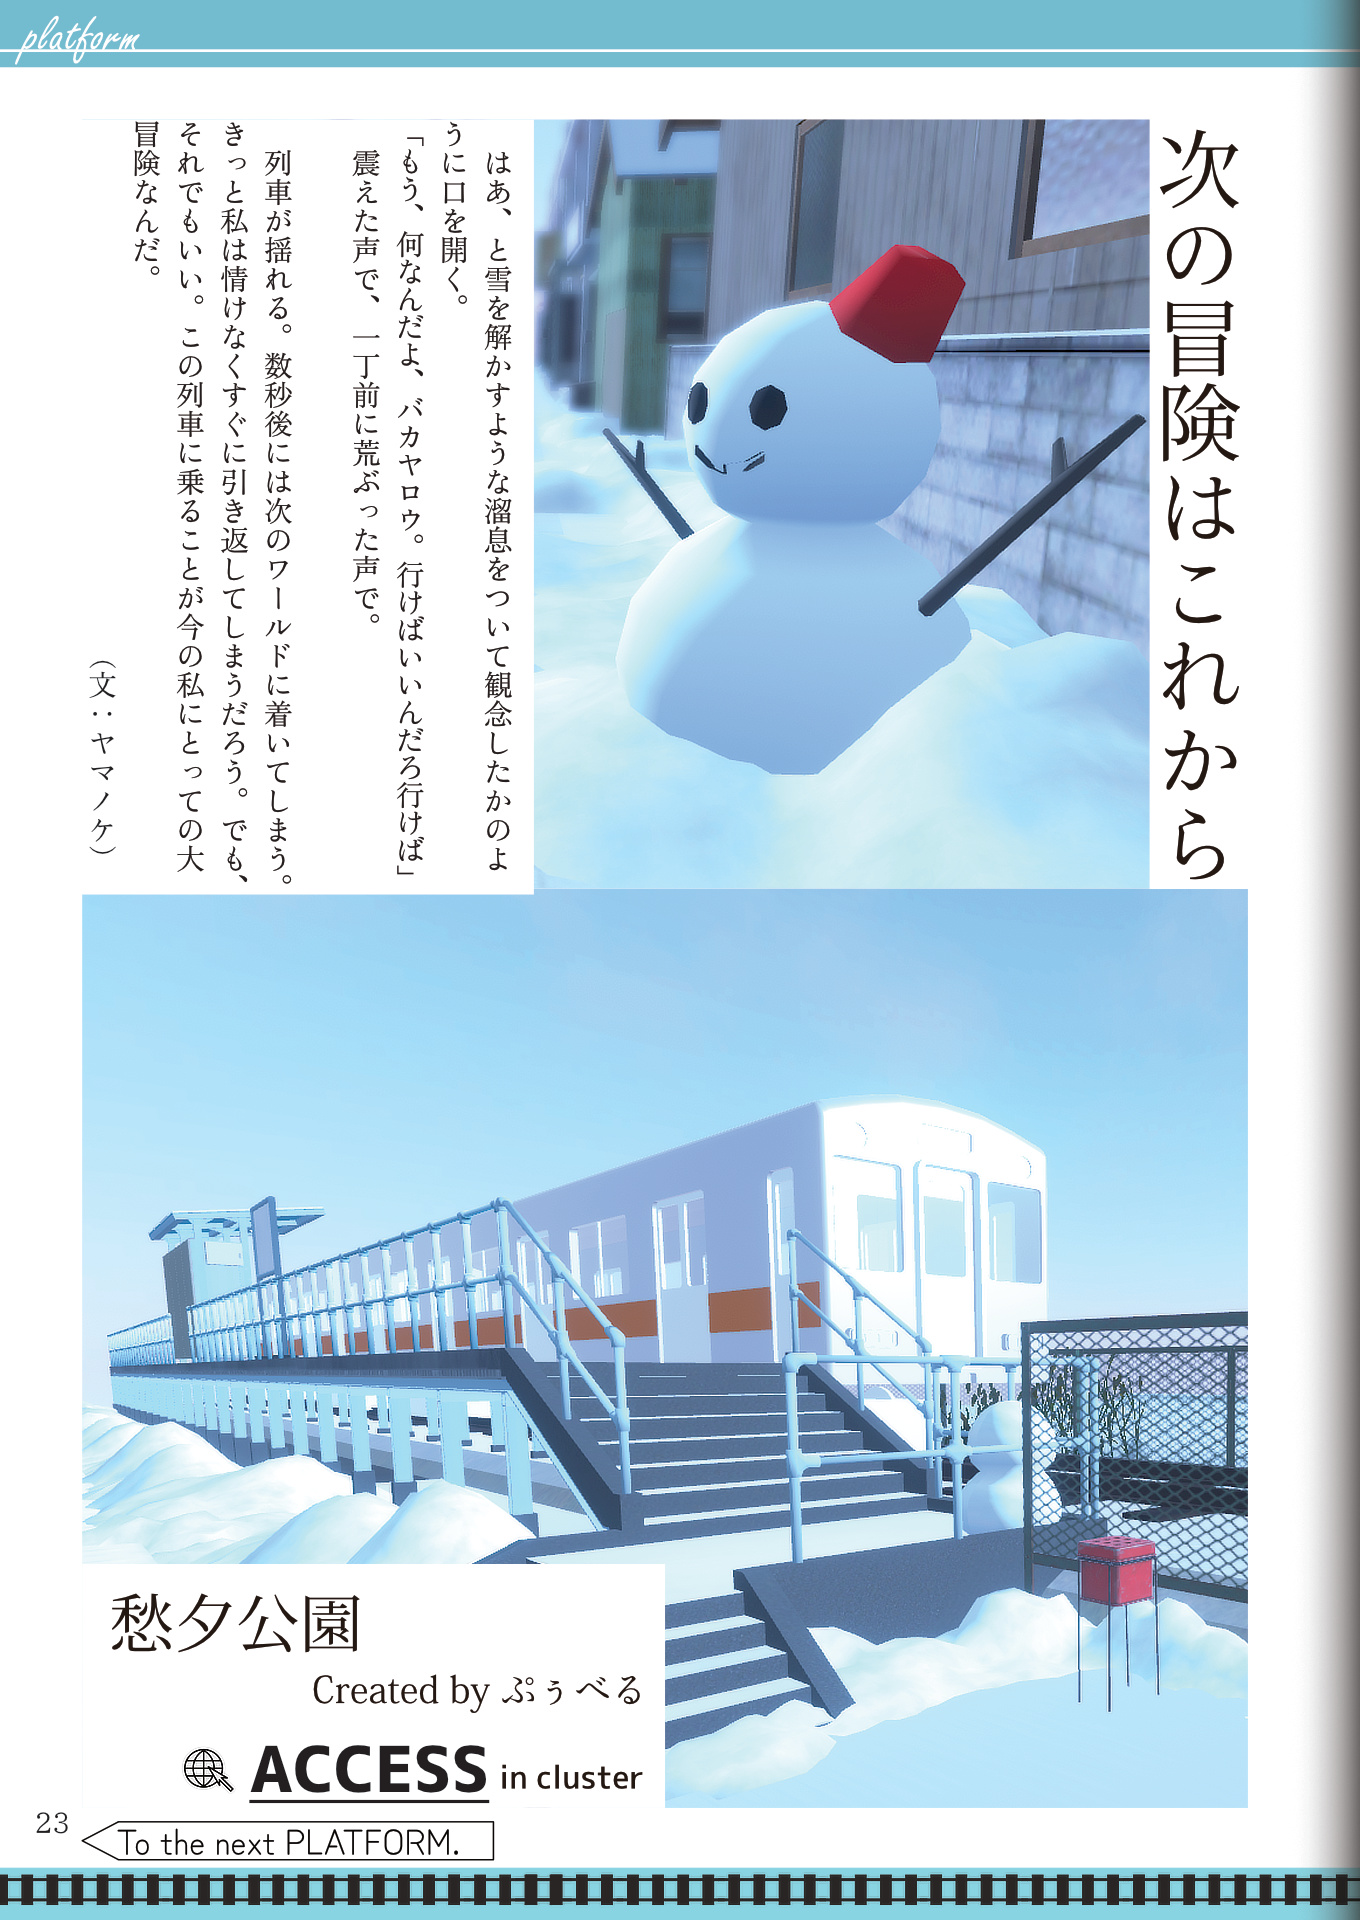 platform
次の冒険はこれから
はあ、と雪を解かすような溜息をついて観念したかのよ
うに口を開く。
「もう、何なんだよ、バカヤロウ。行けばいいんだろ行けば」
震えた声で、一丁前に荒ぶった声で。
列車が揺れる。数秒後には次のワールドに着いてしまう。
きっと私は情けなくすぐに引き返してしまうだろう。でも、
それでもいい。この列車に乗ることが今の私にとっての大
冒険なんだ。
（文：ヤマノケ）
愁夕公園
Created by ぷぅべる
ACCESS in cluster
23
To the next PLATFORM.